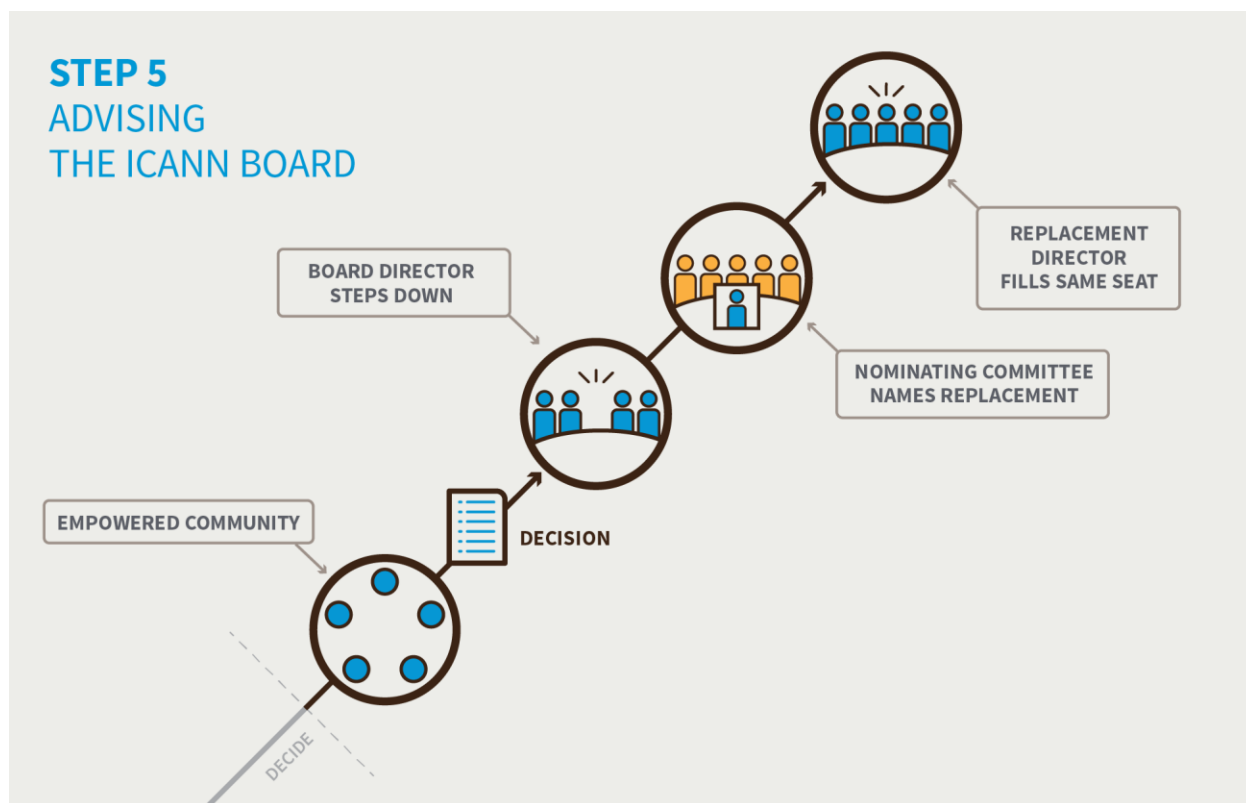 STEP 5
ADVISING
THE ICANN BOARD
BOARD DIRECTOR
STEPS DOWN
REPLACEMENT
DIRECTOR
FILLS SAME SEAT
NOMINATING COMMITTEE
NAMES REPLACEMENT
EMPOWERED COMMUNITY
DECISION
DECIDE